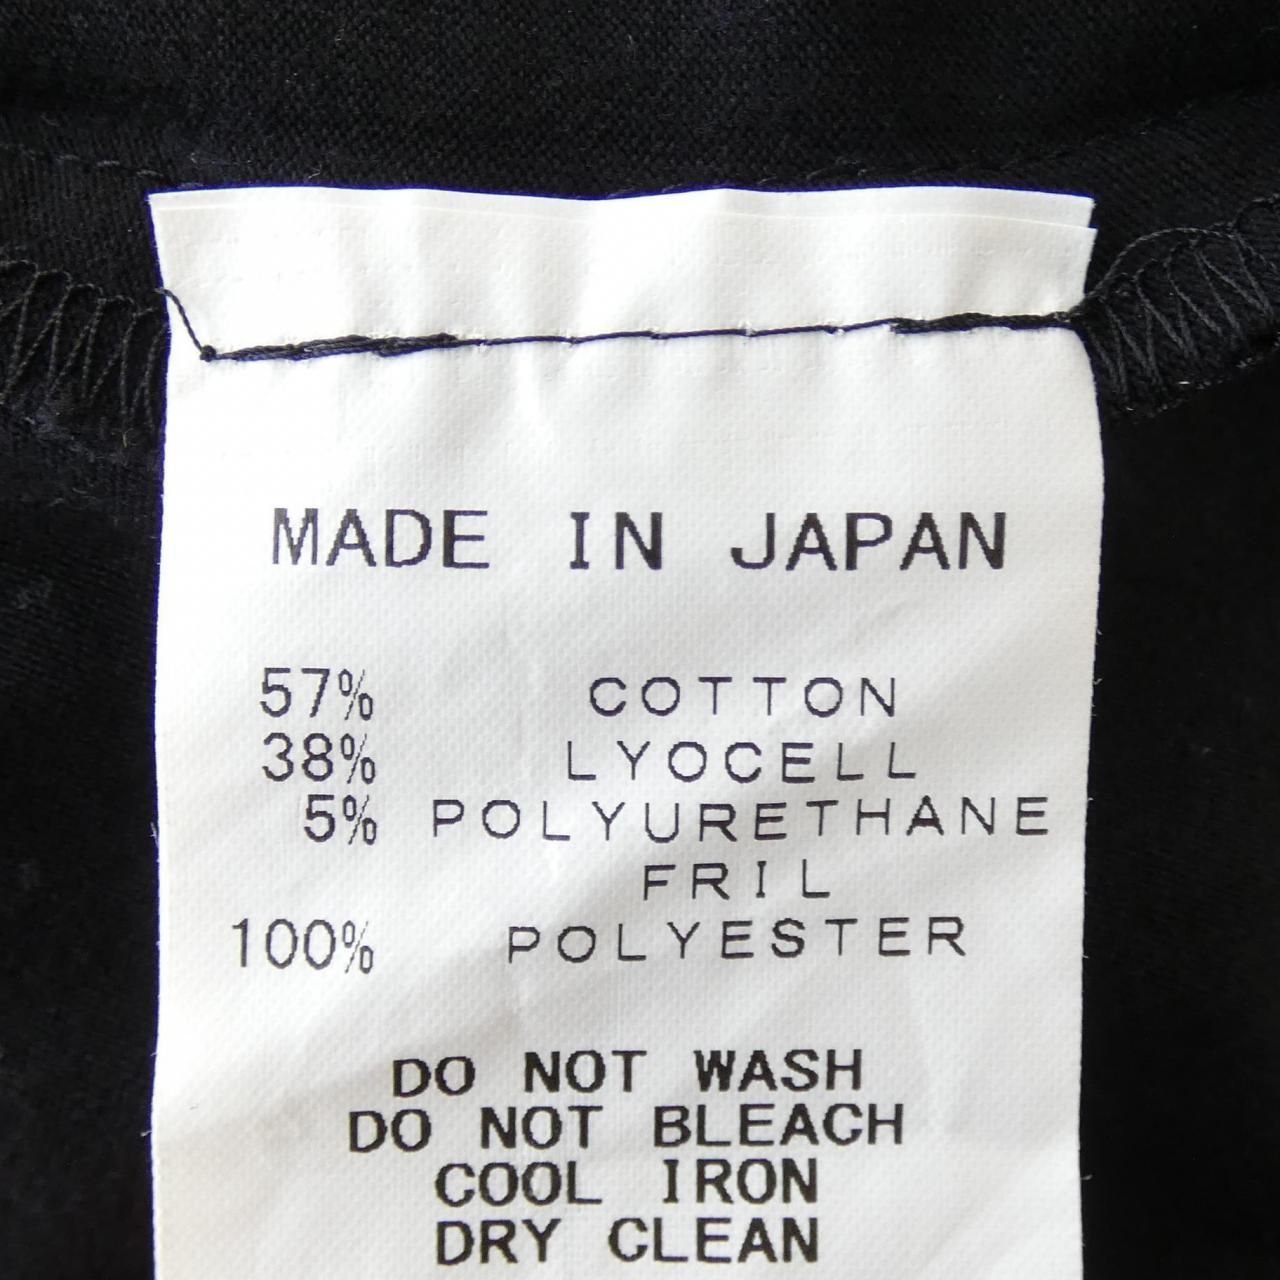 MADE IN JAPAN
57% COTTON
38% LYOCELL
5% POLYURETHANE
FRIL
100% POLYESTER
DO NOT WASH
DO NOT BLEACH
COOL IRON
DRY CLEAN